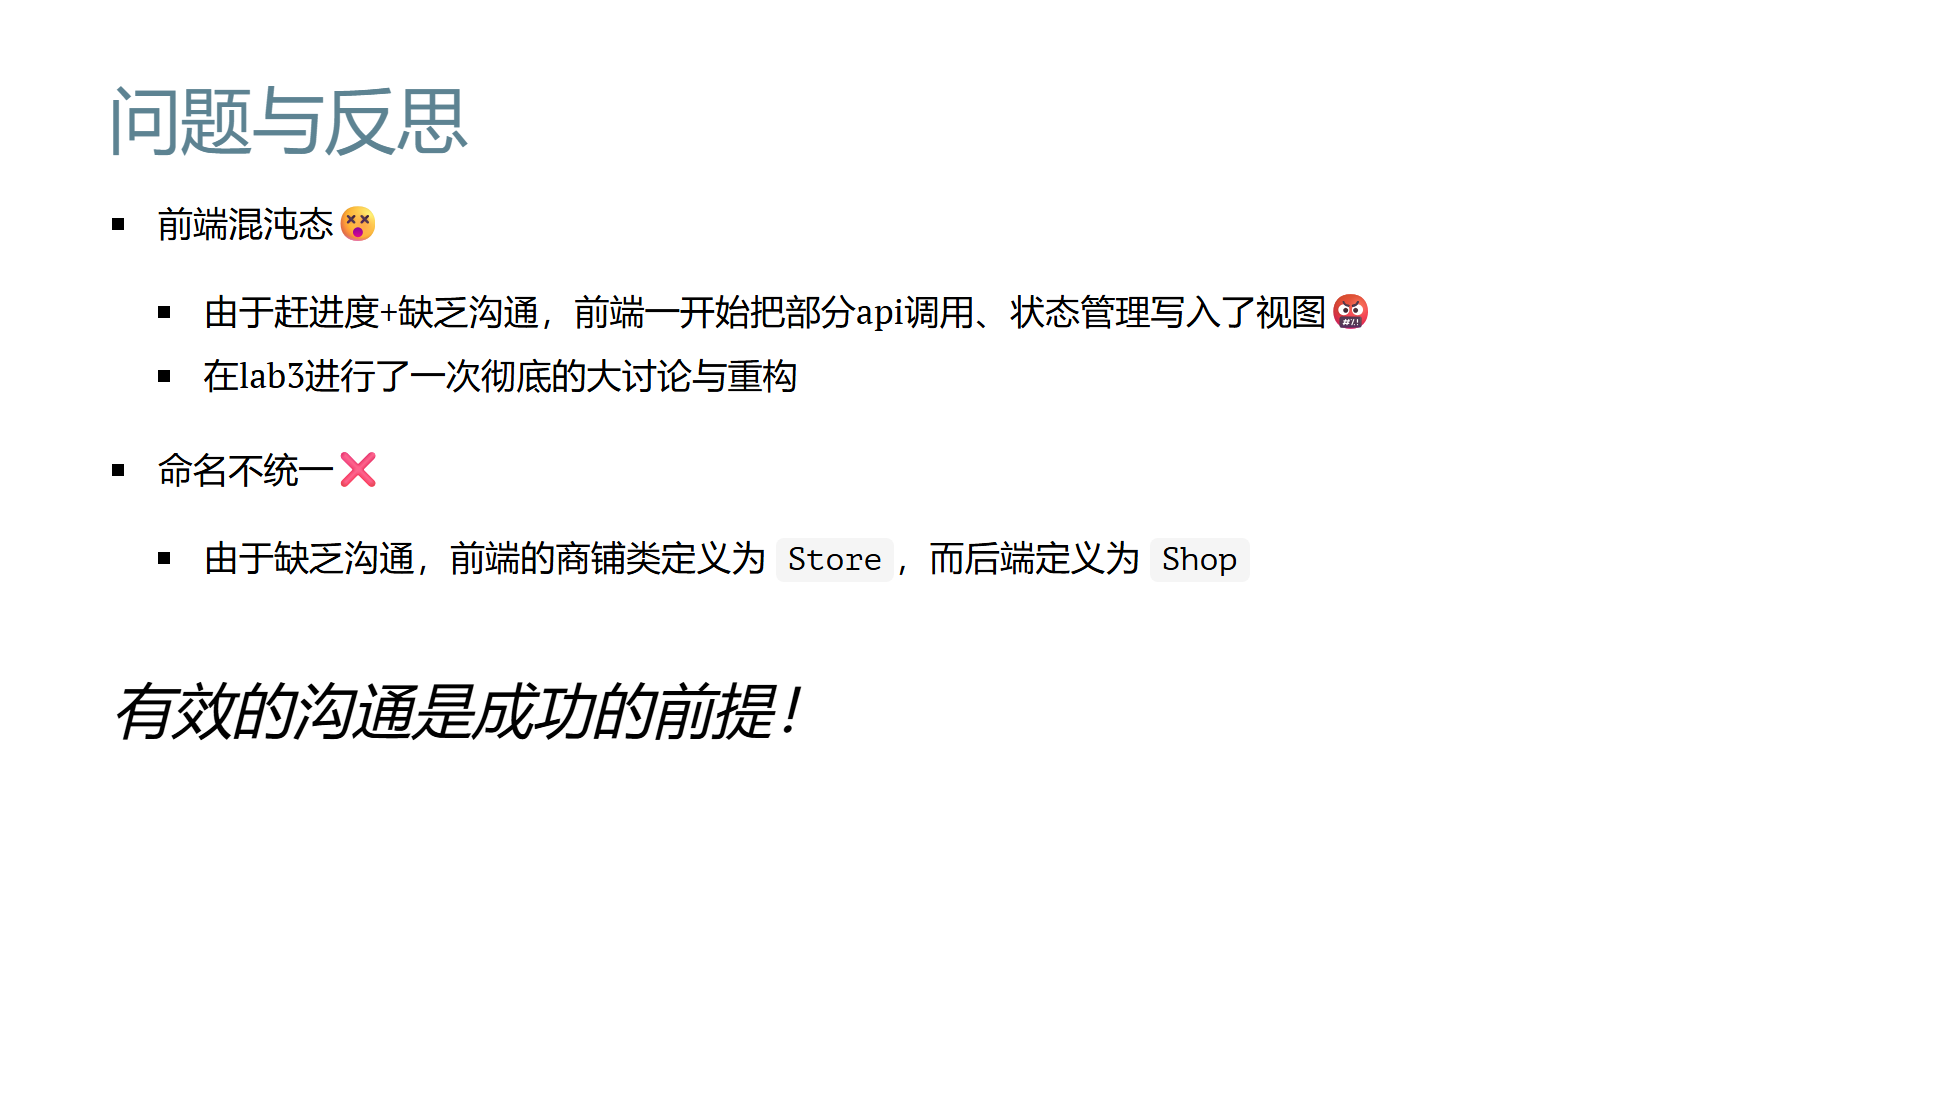 问题与反思
前端混沌态😵
由于赶进度+缺乏沟通，前端一开始把部分api调用、状态管理写入了视图🤬
在lab3进行了一次彻底的大讨论与重构
命名不统一❌
由于缺乏沟通，前端的商铺类定义为 Store ，而后端定义为 Shop
有效的沟通是成功的前提！